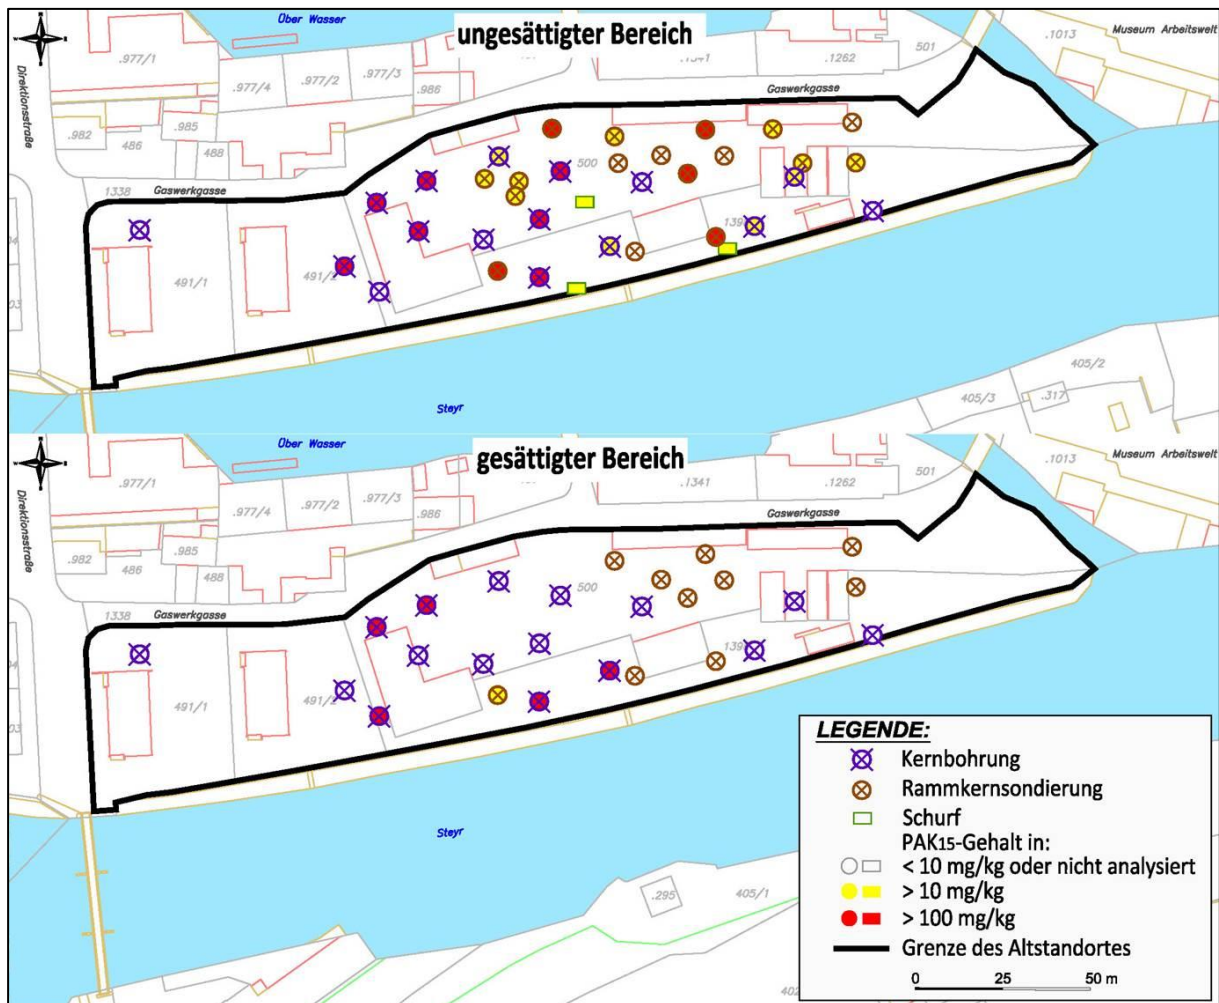 Ober Wasser
ungesättigter Bereich
.977/1
.977/2
.977/3
.977/4
.986
.1341
.1262
501
.1013
Museum Arbeitswelt
Direktionsstraße
.982
486
.985
488
Gaswerkgasse
1338
Gaswerkgasse
500
491/1
491/2
139
03
Steyr
405/3
.317
405/2
Ober Wasser
gesättigter Bereich
.977/1
.977/2
.977/3
.977/4
.986
.1341
.1262
501
.1013
Museum Arbeitswelt
Direktionsstraße
.982
486
.985
488
Gaswerkgasse
1338
Gaswerkgasse
500
491/1
491/2
139
03
Steyr
.295
405/1
402
LEGENDE:
Kernbohrung
Rammkernsondierung
Schurf
PAK15-Gehalt in:
< 10 mg/kg oder nicht analysiert
> 10 mg/kg
> 100 mg/kg
Grenze des Altstandortes
0 25 50 m